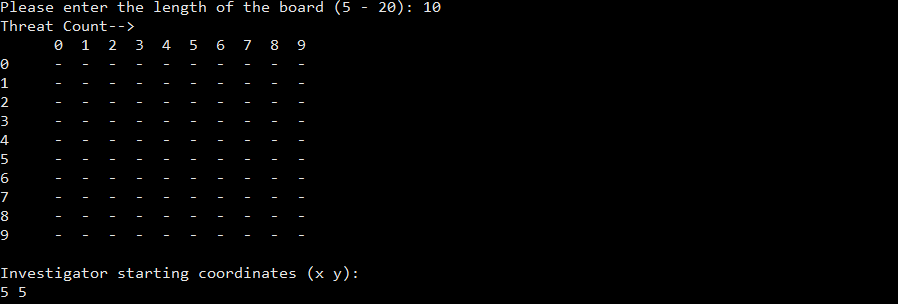 Please enter the length of the board (5 - 20): 10
Threat Count-->
0 1 2 3 4 5 6 7 8 9
0 - - - - - - - - - -
1 - - - - - - - - - -
2 - - - - - - - - - -
3 - - - - - - - - - -
4 - - - - - - - - - -
5 - - - - - - - - - -
6 - - - - - - - - - -
7 - - - - - - - - - -
8 - - - - - - - - - -
9 - - - - - - - - - -
Investigator starting coordinates (x y):
5 5